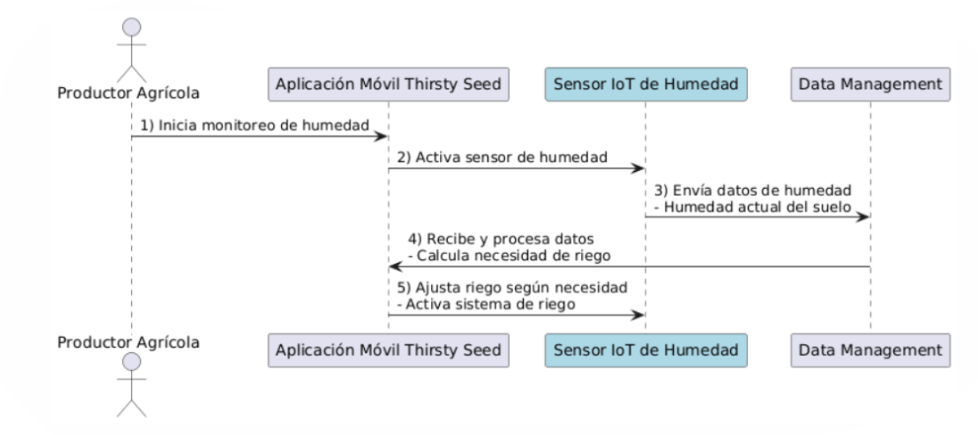 Productor Agrícola
Aplicación Móvil Thirsty Seed
Sensor IoT de Humedad
Data Management
1) Inicia monitoreo de humedad
2) Activa sensor de humedad
3) Envía datos de humedad
- Humedad actual del suelo
4) Recibe y procesa datos
- Calcula necesidad de riego
5) Ajusta riego según necesidad
- Activa sistema de riego
Productor Agrícola
Aplicación Móvil Thirsty Seed
Sensor IoT de Humedad
Data Management